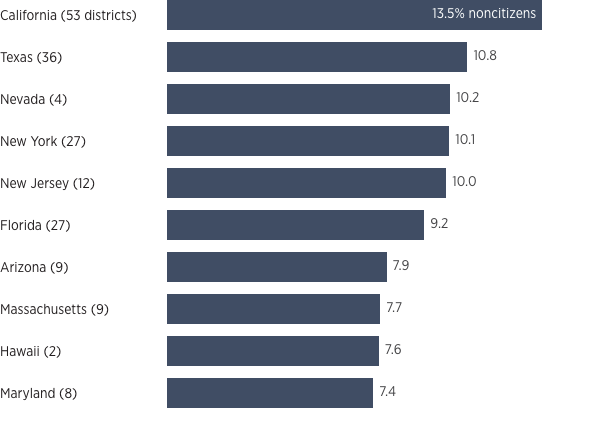 California (53 districts) 13.5% noncitizens
Texas (36) 10.8
Nevada (4) 10.2
New York (27) 10.1
New Jersey (12) 10.0
Florida (27) 9.2
Arizona (9) 7.9
Massachusetts (9) 7.7
Hawaii (2) 7.6
Maryland (8) 7.4